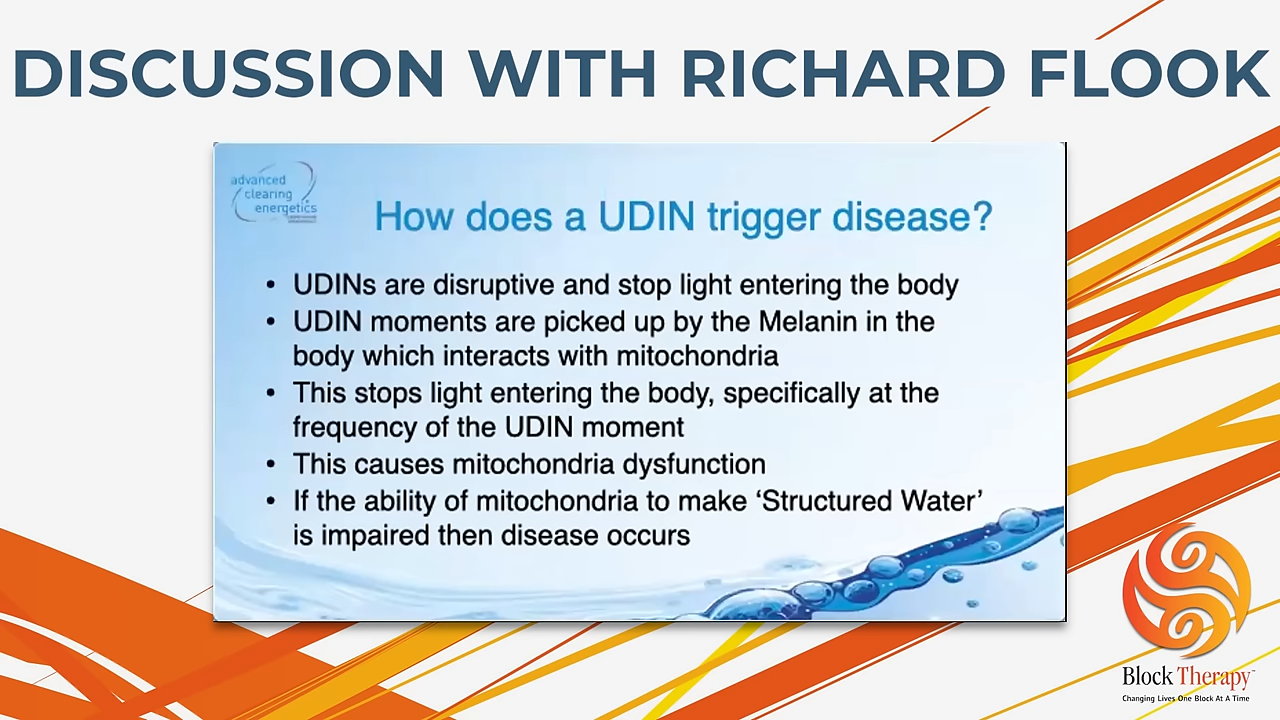 DISCUSSION WITH RICHARD FLOOK
advanced
clearing
energetics
How does a UDIN trigger disease?
• UDINs are disruptive and stop light entering the body
• UDIN moments are picked up by the Melanin in the
body which interacts with mitochondria
• This stops light entering the body, specifically at the
frequency of the UDIN moment
• This causes mitochondria dysfunction
• If the ability of mitochondria to make ‘Structured Water’
is impaired then disease occurs
Block Therapy
Changing Lives One Block At A Time